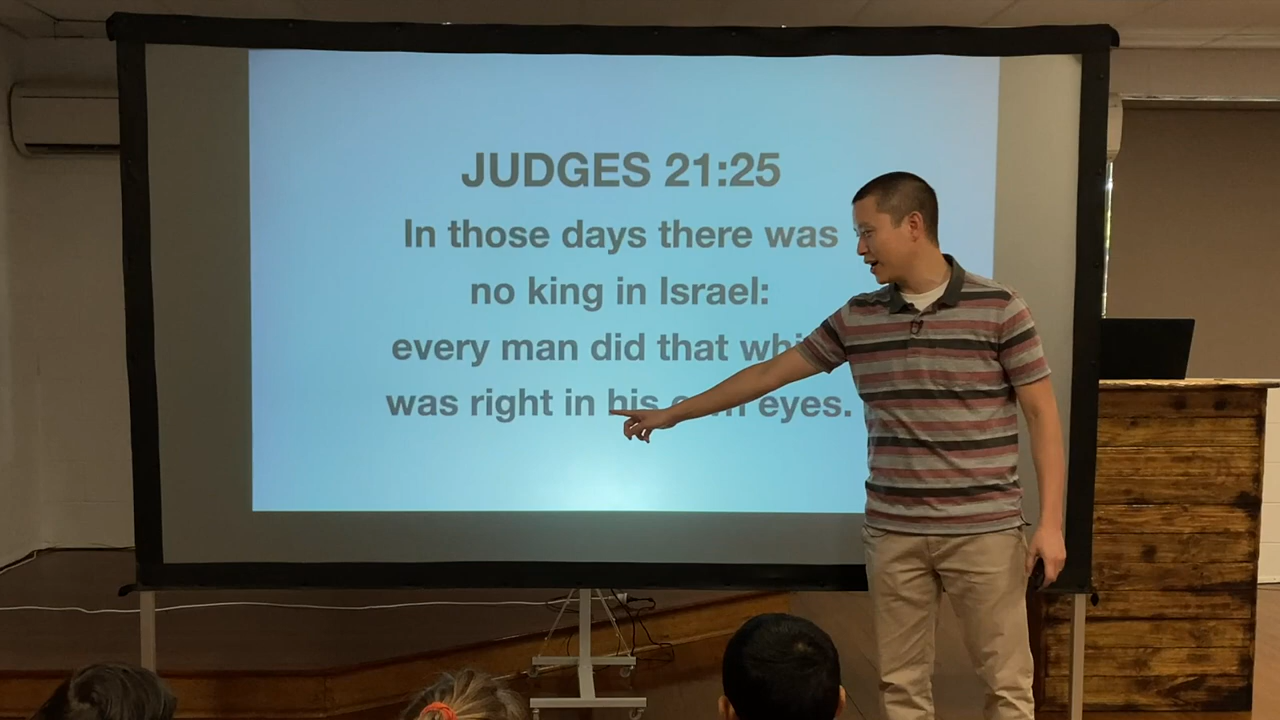 JUDGES 21:25
In those days there was
no king in Israel:
every man did that
was right in his eyes.